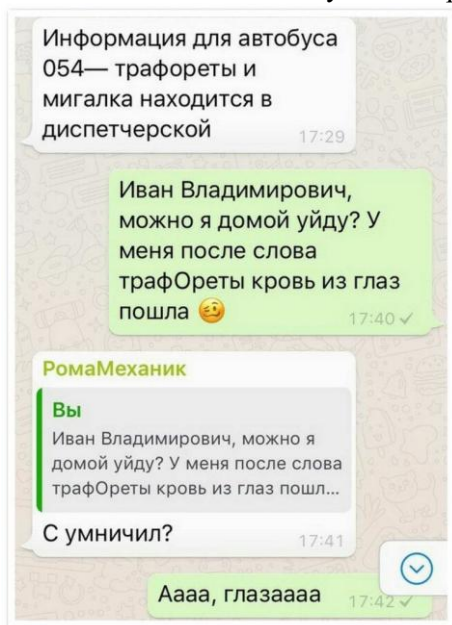 Информация для автобуса
054— трафореты и
мигалка находится в
диспетчерской
17:29
Иван Владимирович,
можно я домой уйду? У
меня после слова
трафОреты кровь из глаз
пошла 🥴
17:40
РомаМеханик
Вы
Иван Владимирович, можно я
домой уйду? У меня после слова
трафОреты кровь из глаз пошл...
С умничил?
17:41
Аааа, глазаааа
17:42